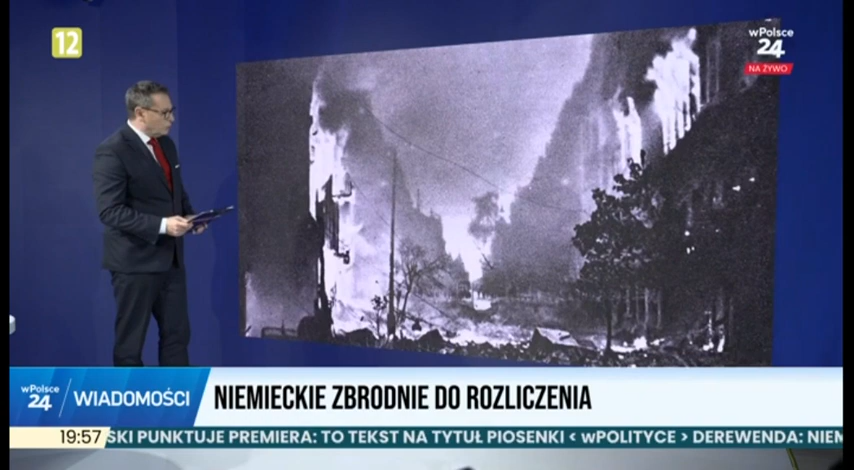 12
wPolsce
24
NA ŻYWO
wPolsce
24
WIADOMOŚCI
NIEMIECKIE ZBRODNIE DO ROZLICZENIA
19:57
SKI PUNKTUJE PREMIERA: TO TEKST NA TYTUŁ PIOSENKI < wPOLITYCE > DEREWENDA: NIEM